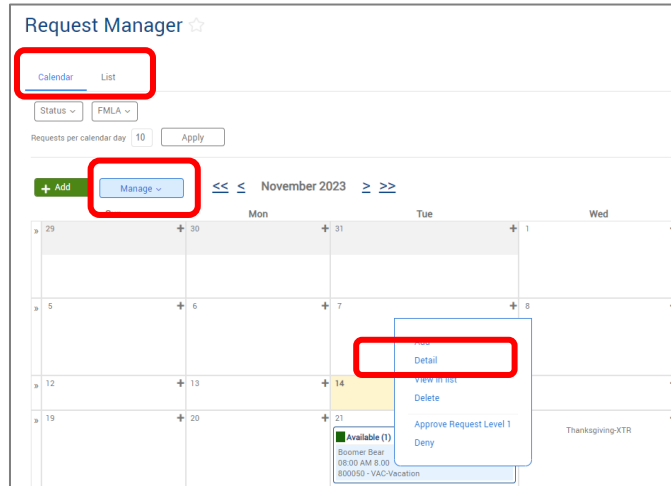 Request Manager
Calendar List
Status FMLA
Requests per calendar day 10 Apply
+ Add Manage << < November 2023 > >>
Mon Tue Wed
» 29 + 30 + 31 + 1
» 5 + 6 + 7 + 8
Detail
View in list
» 12 + 13 + 14
Delete
» 19 + 20 + 21
Approve Request Level 1
Available (1)
Deny
Thanksgiving-XTR
Boomer Bear
08:00 AM 8.00
800050 - VAC-Vacation